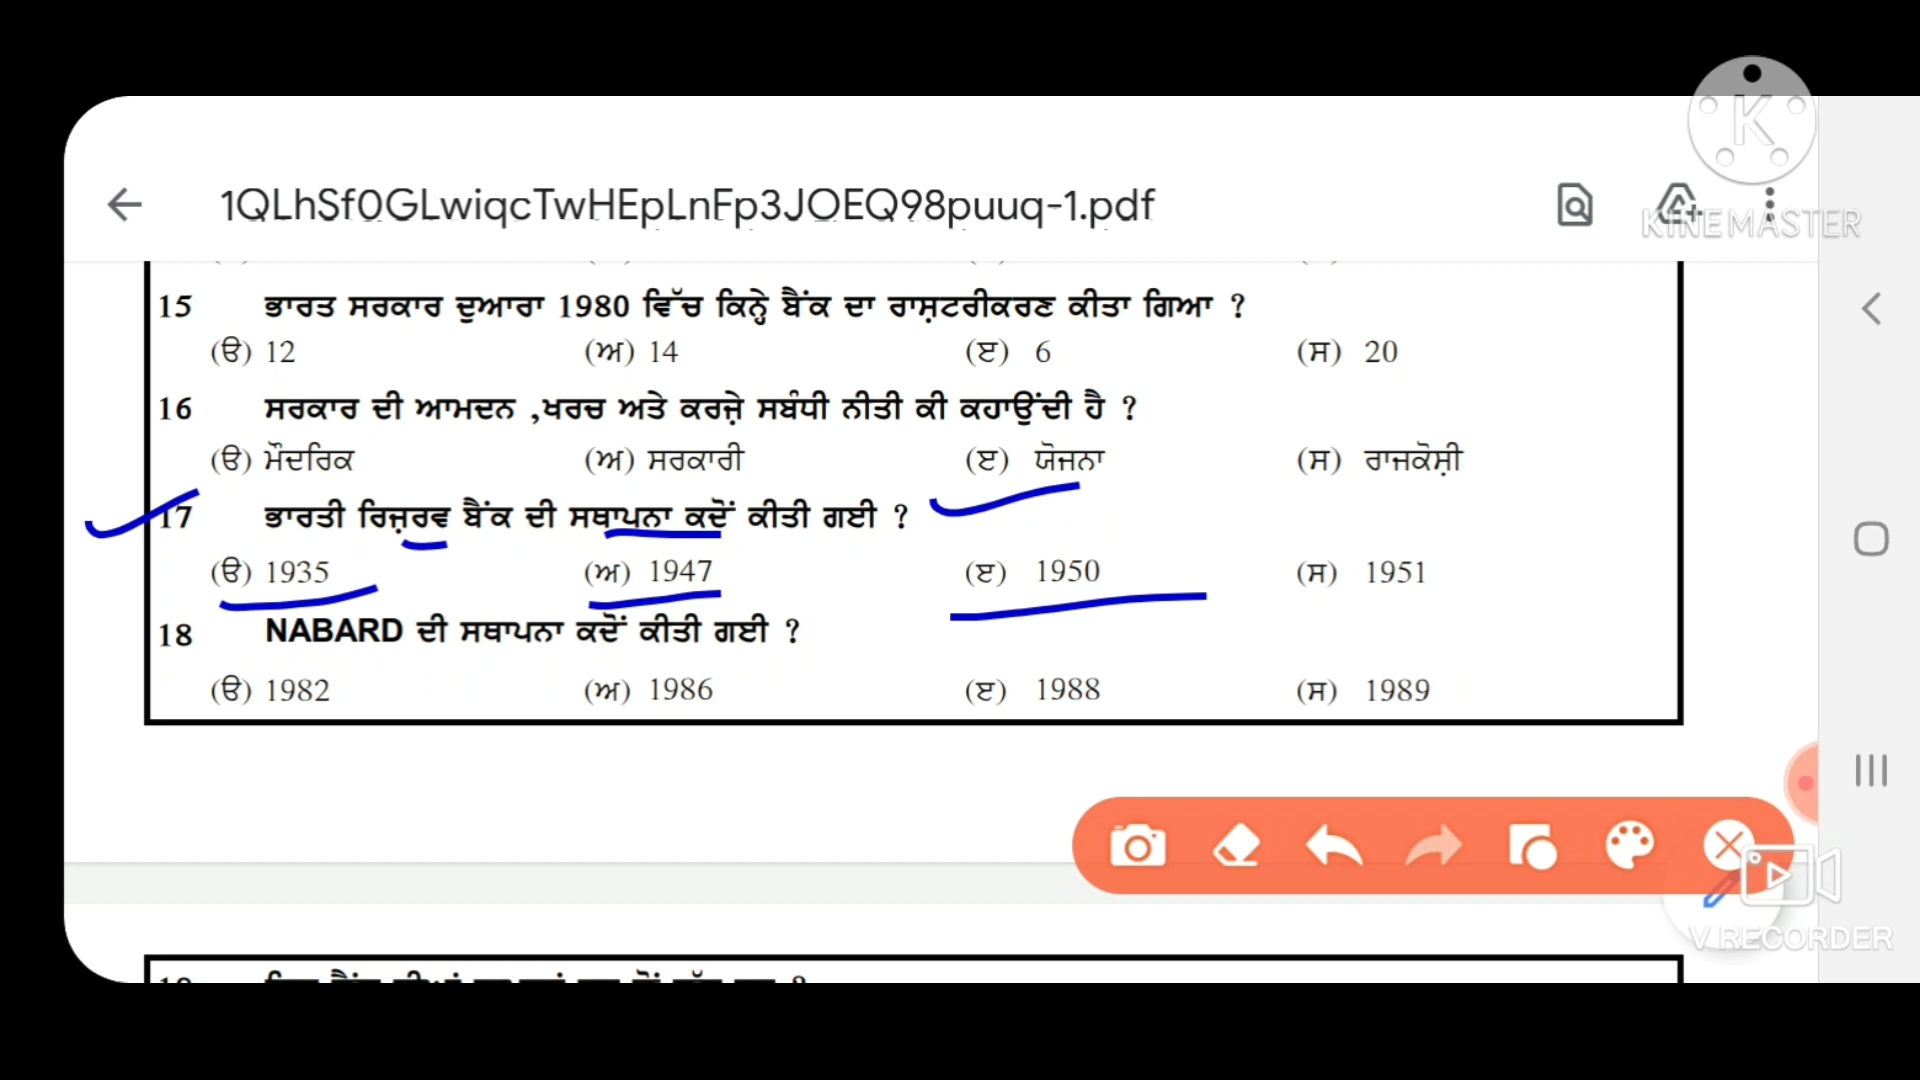 K
KINEMASTER
1QLhSf0GLwiqcTwHEpLnFp3JOEQ98puuq-1.pdf
15 ਭਾਰਤ ਸਰਕਾਰ ਦੁਆਰਾ 1980 ਵਿੱਚ ਕਿਨ੍ਹੇ ਬੈਂਕ ਦਾ ਰਾਸ਼ਟਰੀਕਰਣ ਕੀਤਾ ਗਿਆ ?
(ੳ) 12 (ਅ) 14 (ੲ) 6 (ਸ) 20
16 ਸਰਕਾਰ ਦੀ ਆਮਦਨ ,ਖਰਚ ਅਤੇ ਕਰਜ਼ੇ ਸਬੰਧੀ ਨੀਤੀ ਕੀ ਕਹਾਉਂਦੀ ਹੈ ?
(ੳ) ਮੌਦਰਿਕ (ਅ) ਸਰਕਾਰੀ (ੲ) ਯੋਜਨਾ (ਸ) ਰਾਜਕੋਸ਼ੀ
17 ਭਾਰਤੀ ਰਿਜ਼ਰਵ ਬੈਂਕ ਦੀ ਸਥਾਪਨਾ ਕਦੋਂ ਕੀਤੀ ਗਈ ?
(ੳ) 1935 (ਅ) 1947 (ੲ) 1950 (ਸ) 1951
18 NABARD ਦੀ ਸਥਾਪਨਾ ਕਦੋਂ ਕੀਤੀ ਗਈ ?
(ੳ) 1982 (ਅ) 1986 (ੲ) 1988 (ਸ) 1989
V RECORDER